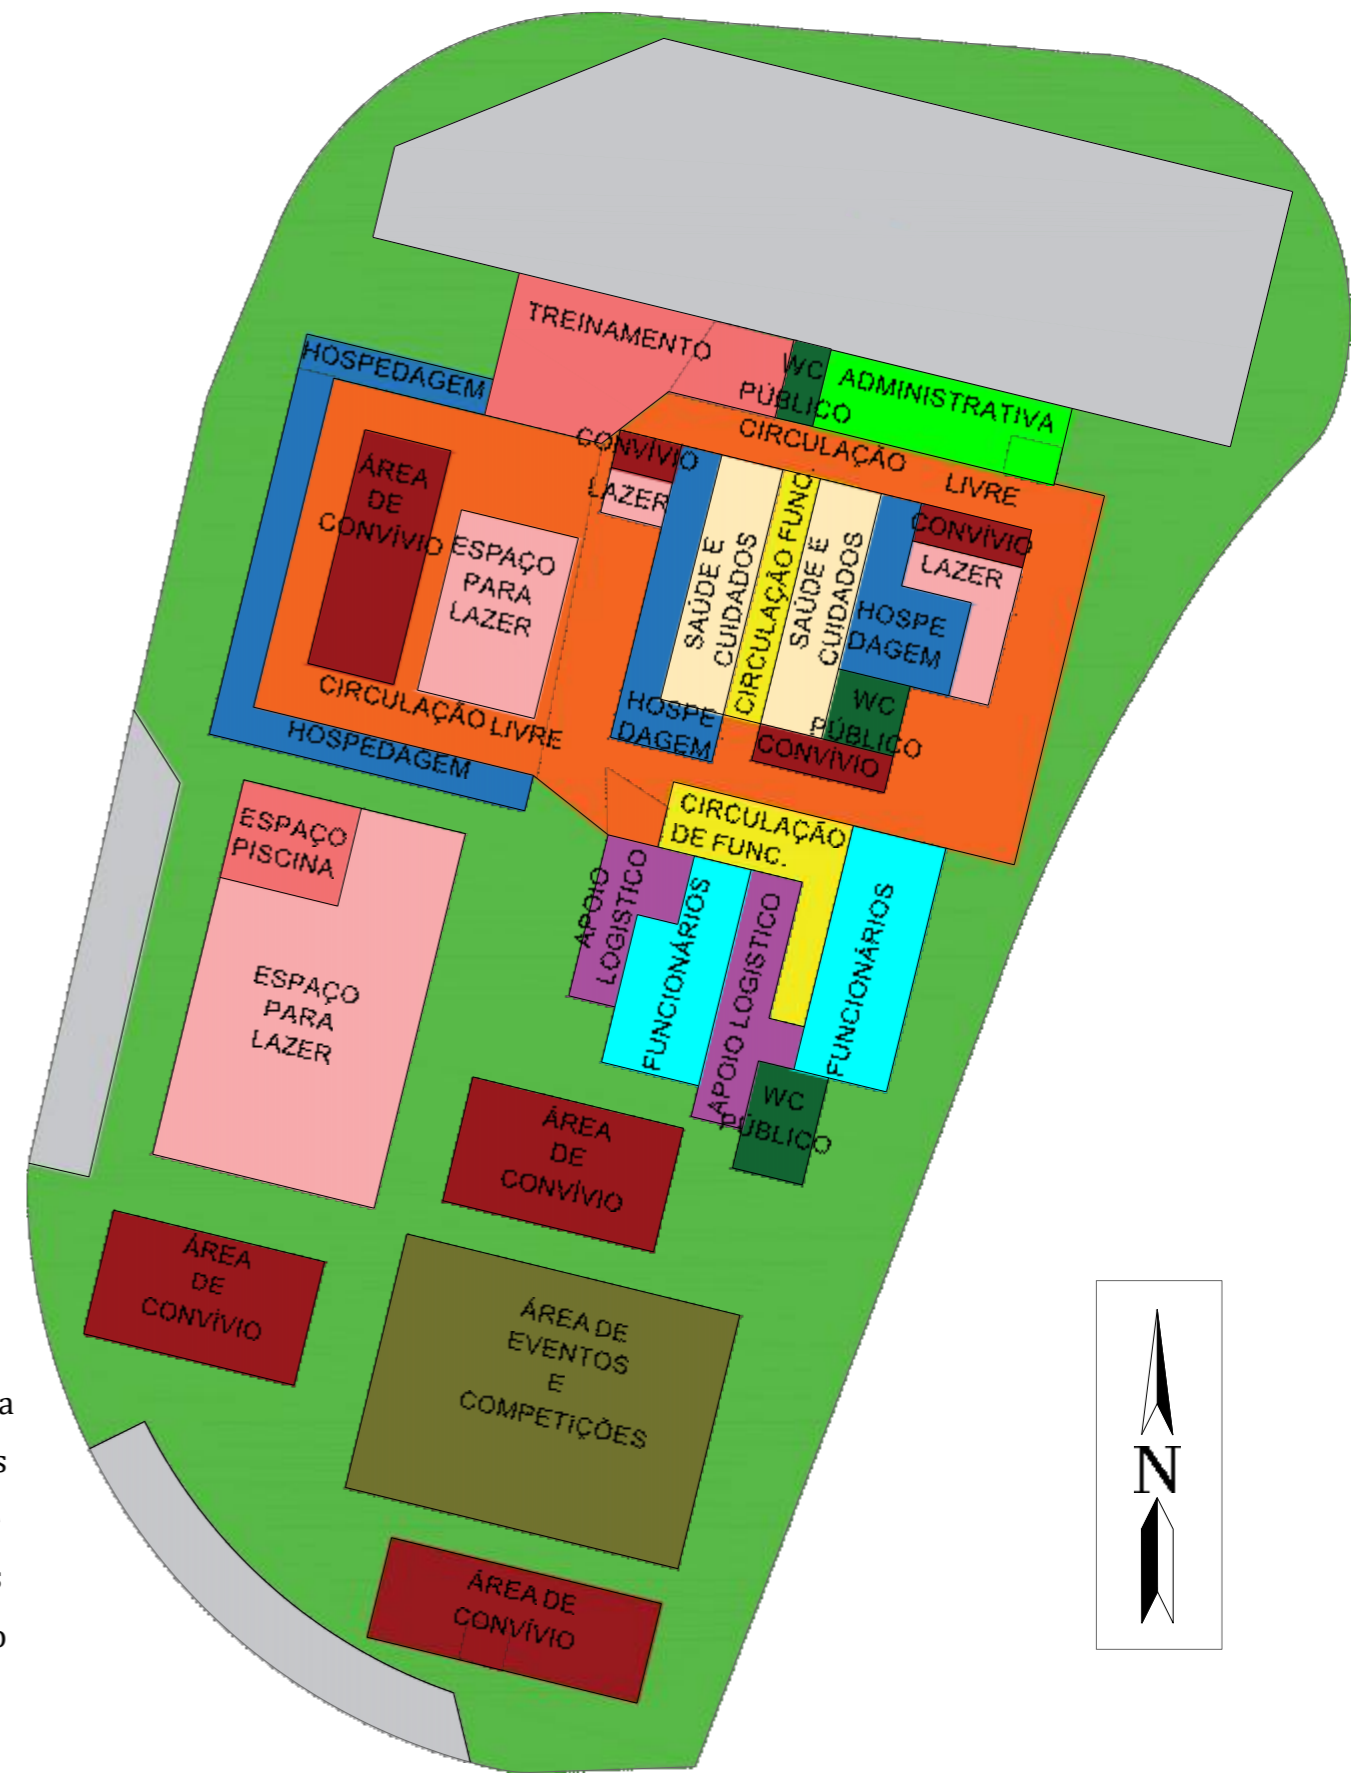 TREINAMENTO
WC
PÚBLICO
ADMINISTRATIVA
HOSPEDAGEM
CIRCULAÇÃO
LIVRE
CONVÍVIO
LAZER
ÁREA
DE
CONVÍVIO
ESPAÇO
PARA
LAZER
SAÚDE E
CUIDADOS
CIRCULAÇÃO FUNC
SAÚDE E
CUIDADOS
CONVÍVIO
LAZER
HOSPE
DAGEM
WC
PÚBLICO
CIRCULAÇÃO LIVRE
HOSPEDAGEM
HOSPE
DAGEM
CONVÍVIO
CIRCULAÇÃO
DE FUNC.
ESPAÇO
PISCINA
APOIO
LOGISTICO
FUNCIONÁRIOS
APOIO LOGISTICO
FUNCIONÁRIOS
ESPAÇO
PARA
LAZER
WC
PÚBLICO
ÁREA
DE
CONVÍVIO
ÁREA
DE
CONVÍVIO
ÁREA DE
EVENTOS
E
COMPETIÇÕES
ÁREA DE
CONVÍVIO
a
s
s
o
N